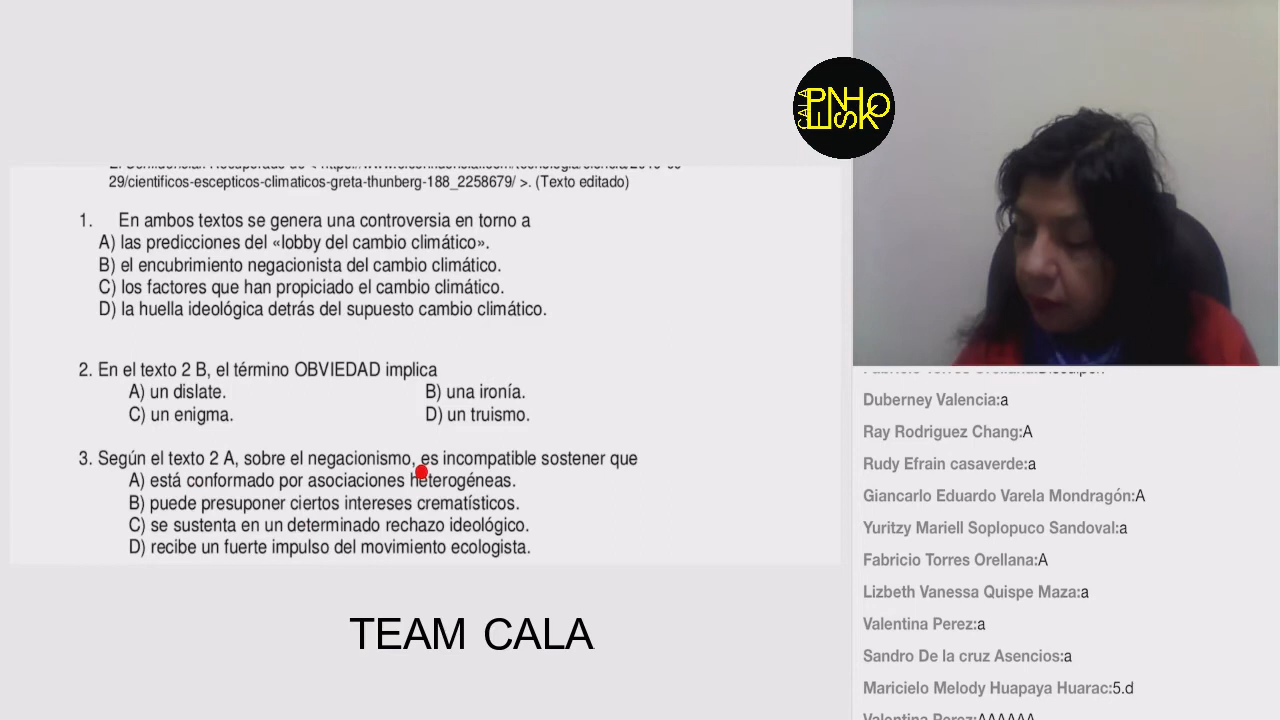 29/cientificos-escepticos-climaticos-greta-thunberg-188_2258679/ >. (Texto editado)
1. En ambos textos se genera una controversia en torno a
A) las predicciones del «lobby del cambio climático».
B) el encubrimiento negacionista del cambio climático.
C) los factores que han propiciado el cambio climático.
D) la huella ideológica detrás del supuesto cambio climático.
2. En el texto 2 B, el término OBVIEDAD implica
A) un dislate. B) una ironía.
C) un enigma. D) un truismo.
3. Según el texto 2 A, sobre el negacionismo, es incompatible sostener que
A) está conformado por asociaciones heterogéneas.
B) puede presuponer ciertos intereses crematísticos.
C) se sustenta en un determinado rechazo ideológico.
D) recibe un fuerte impulso del movimiento ecologista.
TEAM CALA
CALA
PENSHKO
Duberney Valencia:a
Ray Rodriguez Chang:A
Rudy Efrain casaverde:a
Giancarlo Eduardo Varela Mondragón:A
Yuritzy Mariell Soplopuco Sandoval:a
Fabricio Torres Orellana:A
Lizbeth Vanessa Quispe Maza:a
Valentina Perez:a
Sandro De la cruz Asencios:a
Maricielo Melody Huapaya Huarac:5.d
Valentina Perez:AAAAAA